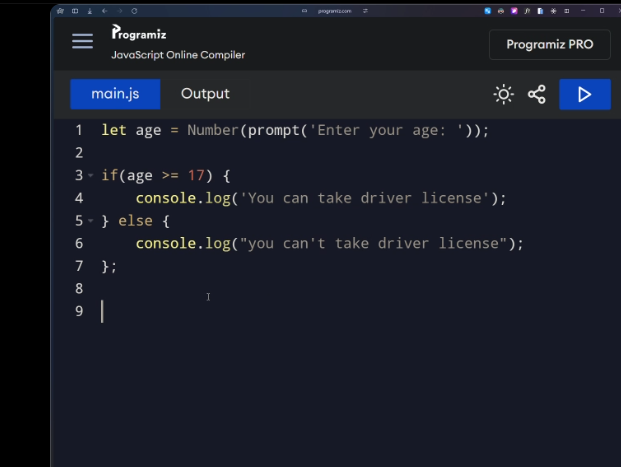 programiz.com
Programiz
JavaScript Online Compiler
Programiz PRO
main.js
Output
1 let age = Number(prompt('Enter your age: '));
2
3 if(age >= 17) {
4 console.log('You can take driver license');
5 } else {
6 console.log("you can't take driver license");
7 };
8
9